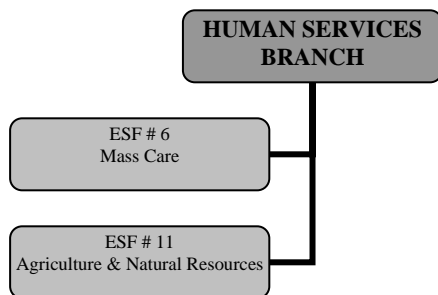 HUMAN SERVICES
BRANCH
ESF # 6
Mass Care
ESF # 11
Agriculture & Natural Resources